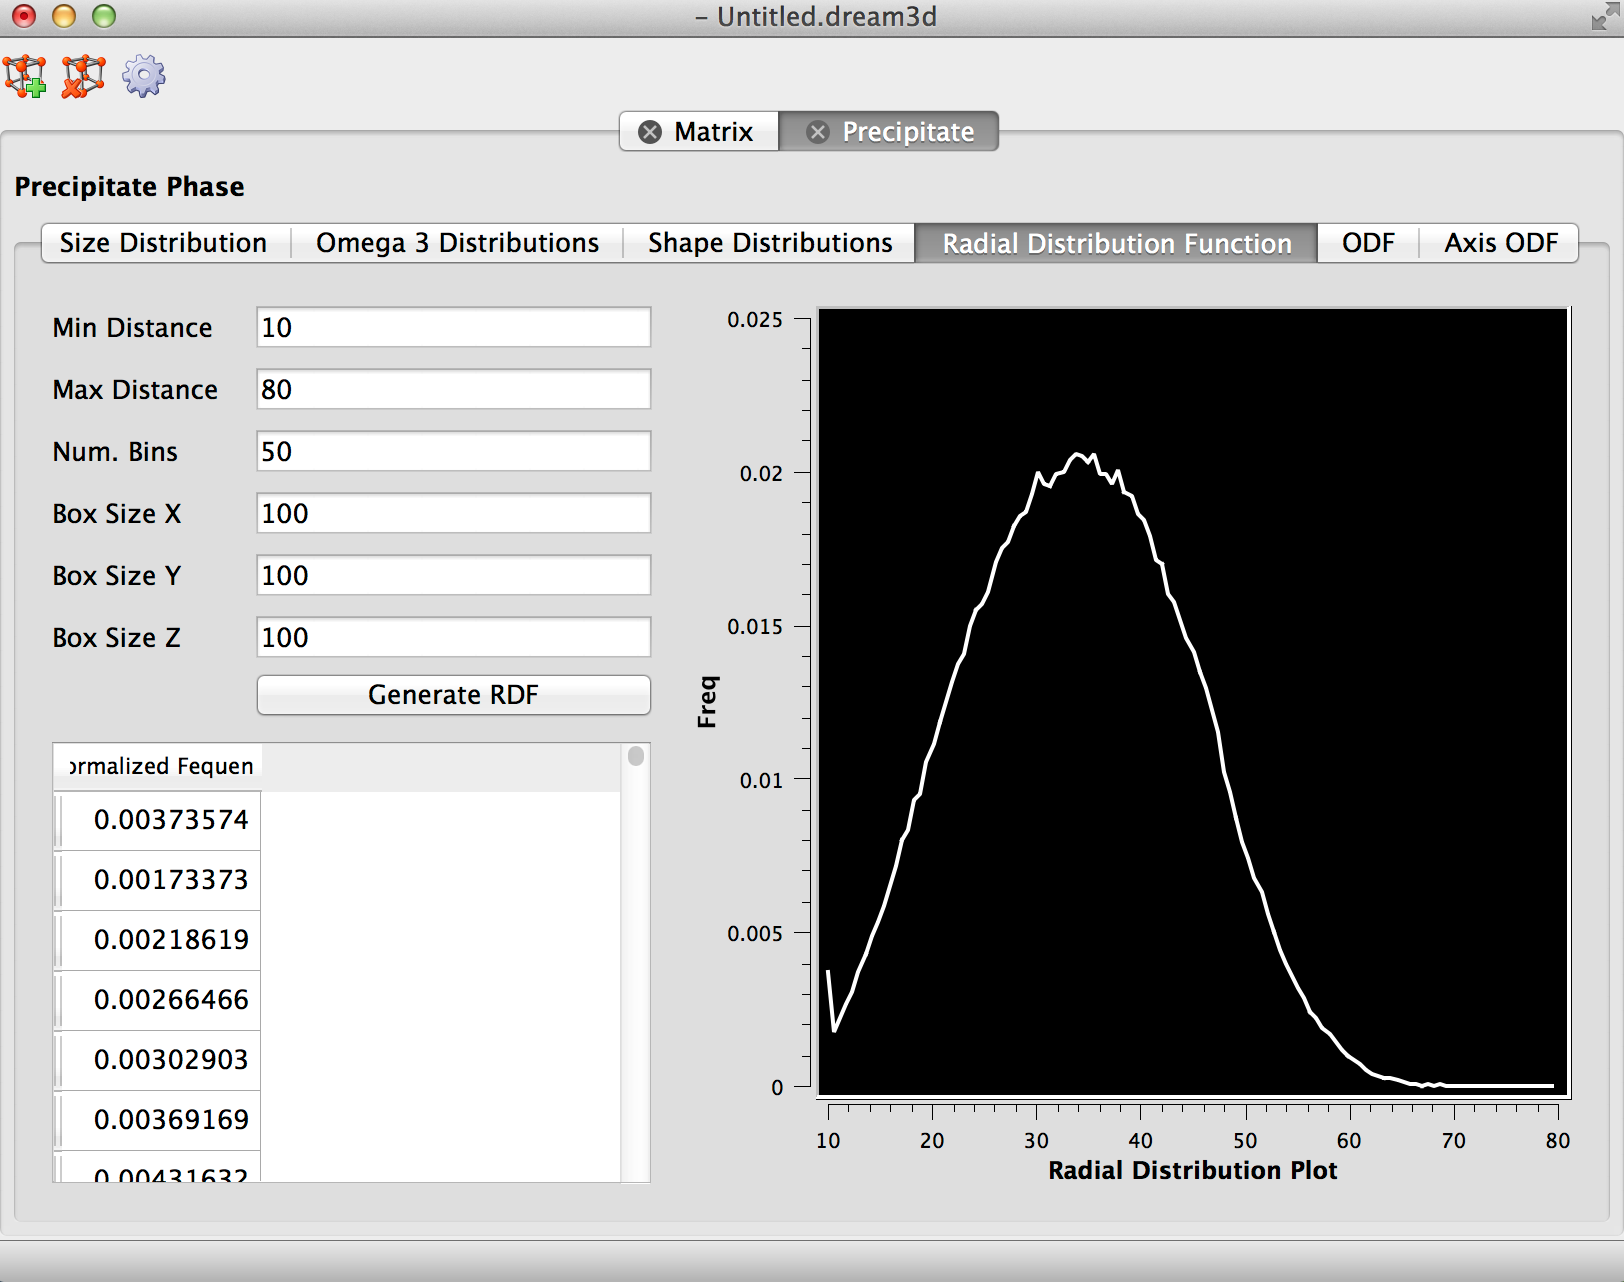 – Untitled.dream3d
Matrix
Precipitate
Precipitate Phase
Size Distribution
Omega 3 Distributions
Shape Distributions
Radial Distribution Function
ODF
Axis ODF
Min Distance
10
Max Distance
80
Num. Bins
50
Box Size X
100
Box Size Y
100
Box Size Z
100
Generate RDF
ormalized Fequen
0.00373574
0.00173373
0.00218619
0.00266466
0.00302903
0.00369169
0.00431632
0.025
0.02
0.015
0.01
0.005
0
Freq
10 20 30 40 50 60 70 80
Radial Distribution Plot